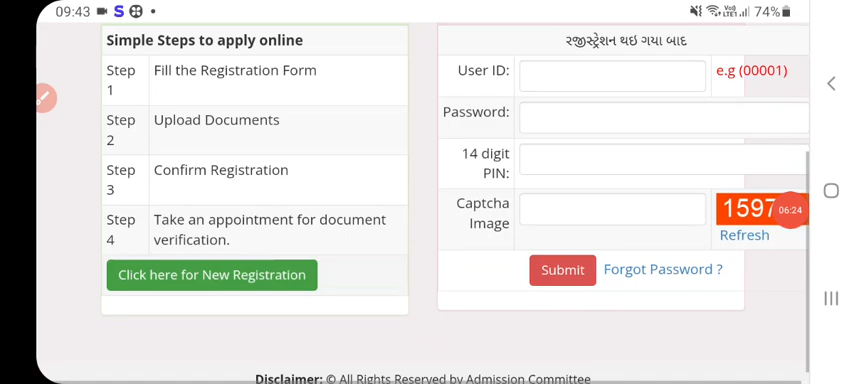 09:43 S
VoD LTE1 74%
Simple Steps to apply online
Step 1 Fill the Registration Form
Step 2 Upload Documents
Step 3 Confirm Registration
Step 4 Take an appointment for document verification.
Click here for New Registration
રજીસ્ટ્રેશન થઇ ગયા બાદ
User ID: e.g (00001)
Password:
14 digit PIN:
Captcha Image 1597
06:24
Refresh
Submit Forgot Password ?
Disclaimer: © All Rights Reserved by Admission Committee